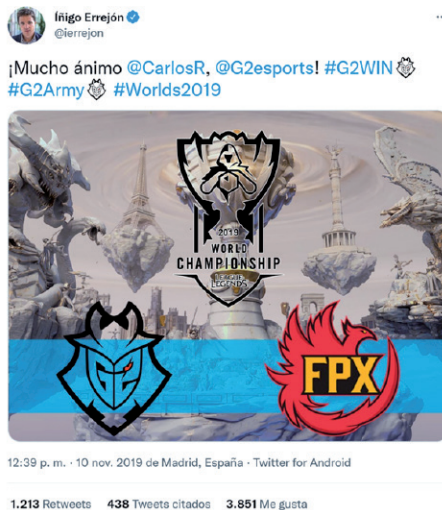 Íñigo Errejón
@ierrejon
¡Mucho ánimo @CarlosR, @G2esports! #G2WIN
#G2Army #Worlds2019
2019
WORLD
CHAMPIONSHIP
LEAGUE
LEGENDS
G2
FPX
12:39 p. m. · 10 nov. 2019 de Madrid, España · Twitter for Android
1.213 Retweets 438 Tweets citados 3.851 Me gusta